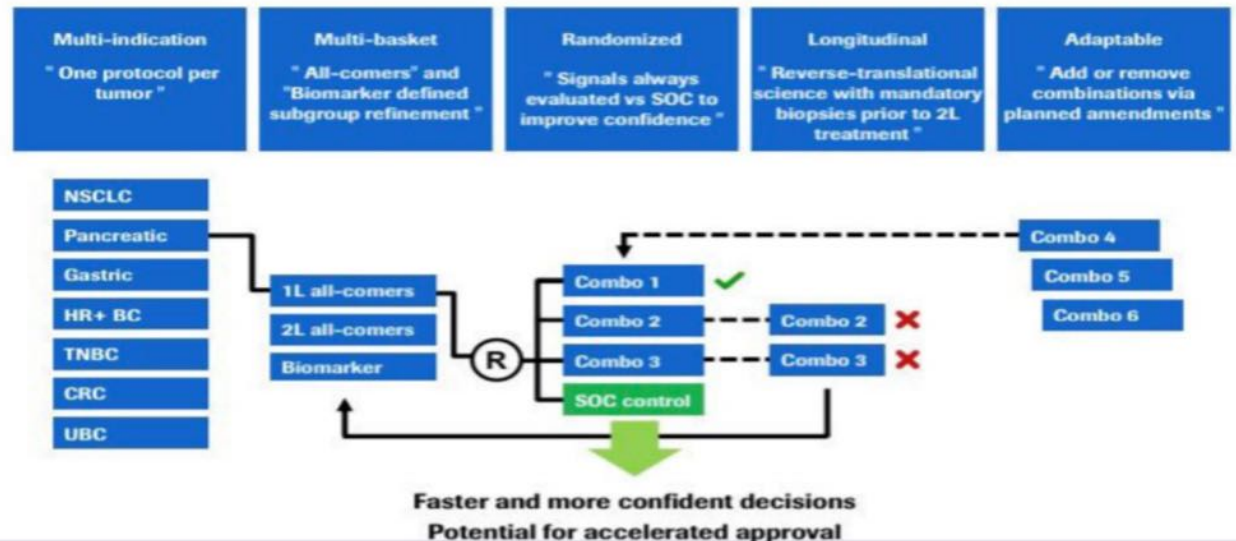 Multi-indication
" One protocol per
tumor "
Multi-basket
" All-comers" and
"Biomarker defined
subgroup refinement "
Randomized
" Signals always
evaluated vs SOC to
improve confidence "
Longitudinal
" Reverse-translational
science with mandatory
biopsies prior to 2L
treatment "
Adaptable
" Add or remove
combinations via
planned amendments "
NSCLC
Pancreatic
Gastric
HR+ BC
TNBC
CRC
UBC
1L all-comers
2L all-comers
Biomarker
R
Combo 1
Combo 2
Combo 3
SOC control
Combo 2
Combo 3
Combo 4
Combo 5
Combo 6
Faster and more confident decisions
Potential for accelerated approval